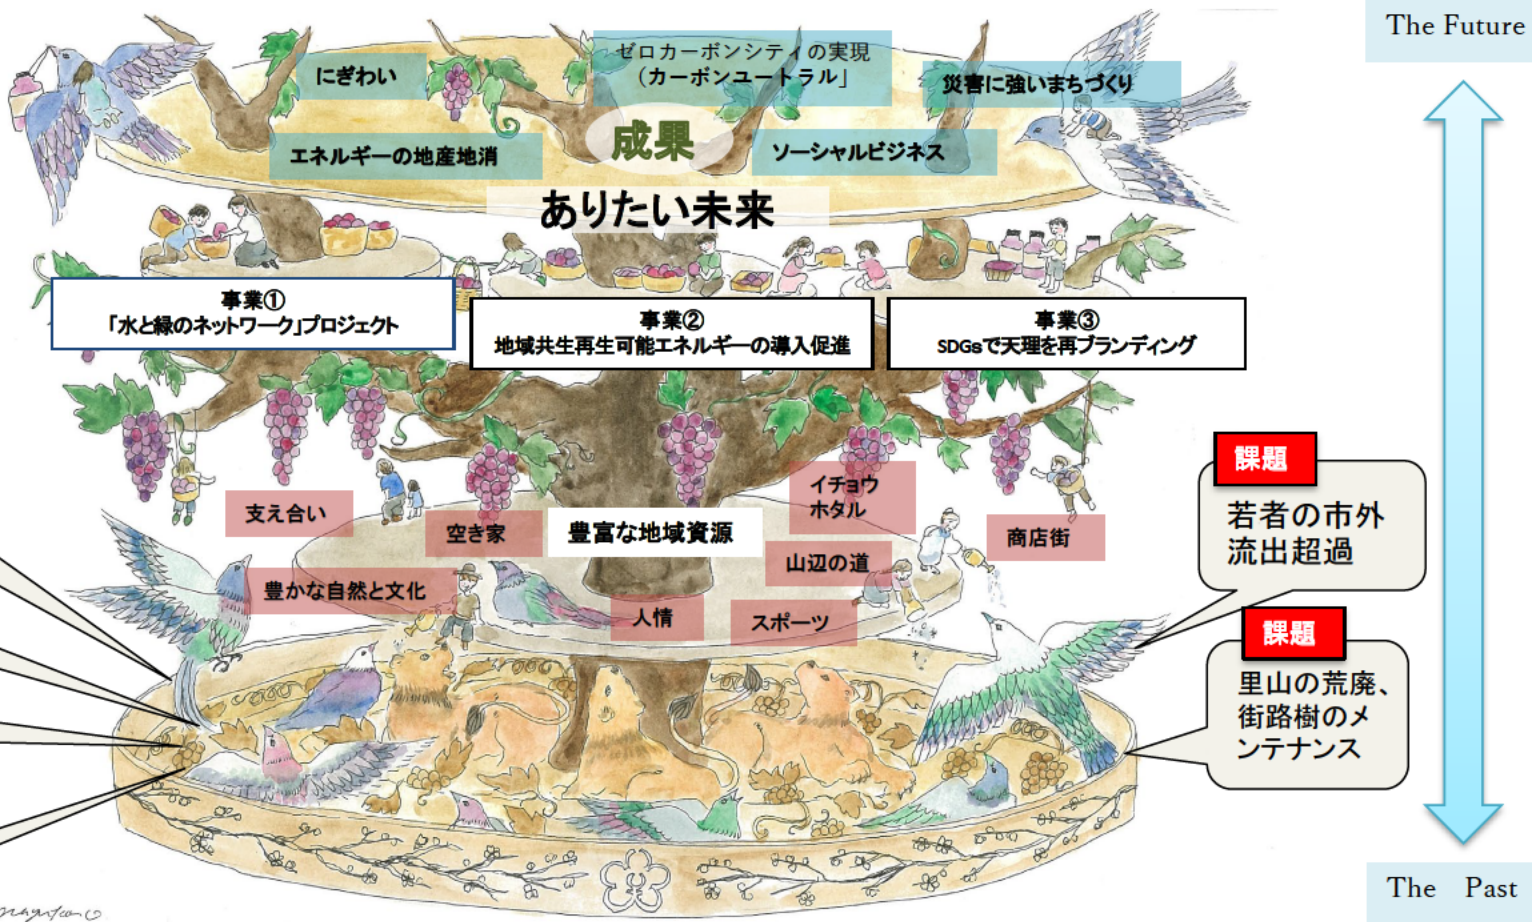 The Future
にぎわい
ゼロカーボンシティの実現
（カーボンユートラル」
災害に強いまちづくり
エネルギーの地産地消
成果
ソーシャルビジネス
ありたい未来
事業①
「水と緑のネットワーク」プロジェクト
事業②
地域共生再生可能エネルギーの導入促進
事業③
SDGsで天理を再ブランディング
課題
若者の市外
流出超過
支え合い
空き家
豊富な地域資源
イチョウ
ホタル
商店街
山辺の道
豊かな自然と文化
人情
スポーツ
課題
里山の荒廃、
街路樹のメ
ンテナンス
The Past